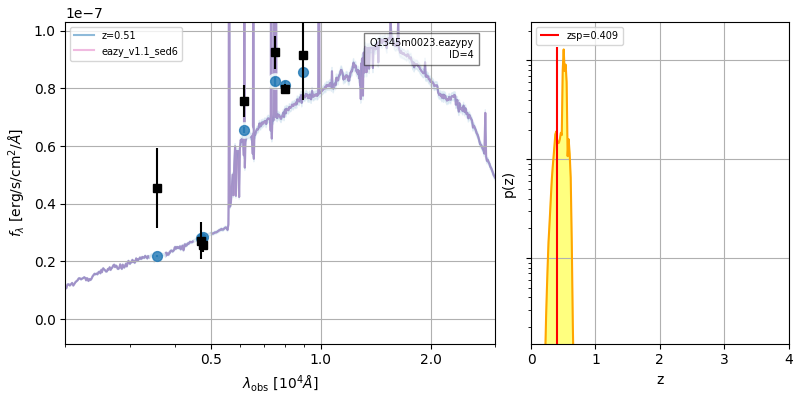 1e−7
z=0.51
eazy_v1.1_sed6
Q1345m0023.eazypy
ID=4
1.0
0.8
0.6
0.4
0.2
0.0
fλ [erg/s/cm²/Å]
0.5 1.0 2.0
λobs [10⁴Å]
zsp=0.409
p(z)
0 1 2 3 4
z